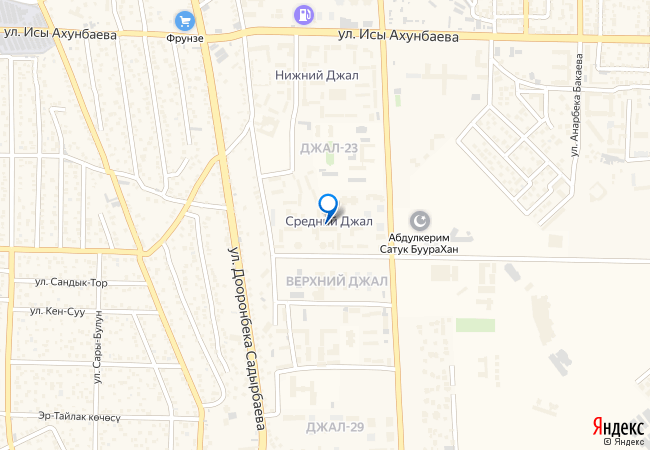 ул. Исы Ахунбаева
Фрунзе
ул. Исы Ахунбаева
Нижний Джал
ул. Анарбека Бакаева
ДЖАЛ-23
Средний Джал
Абдулкерим
Сатук БуураХан
ул. Дооронбека Садырбаева
ул. Сандык-Тор
ВЕРХНИЙ ДЖАЛ
ул. Кен-Суу
ул. Сары-Булун
Эр-Тайлак көчөсү
ДЖАЛ-29
Яндекс
© Яндекс